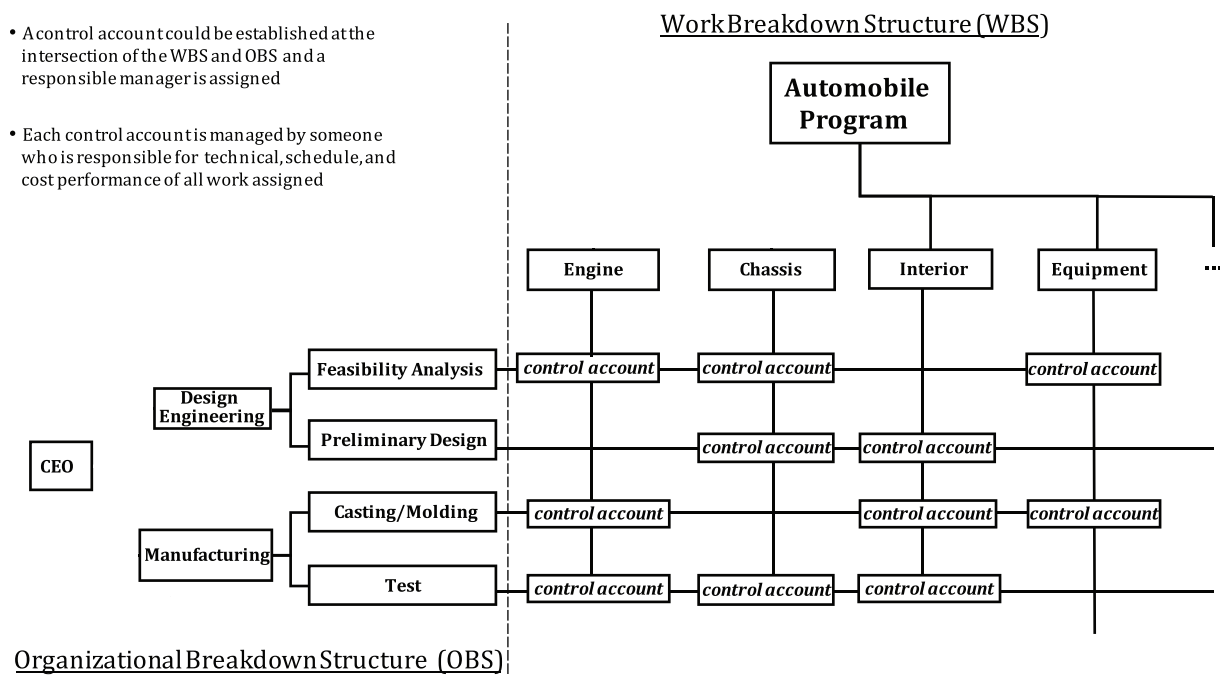 Work Breakdown Structure (WBS)
• A control account could be established at the
intersection of the WBS and OBS and a
responsible manager is assigned
• Each control account is managed by someone
who is responsible for technical, schedule, and
cost performance of all work assigned
Automobile
Program
Engine
Chassis
Interior
Equipment
...
Feasibility Analysis
control account
control account
control account
Design
Engineering
Preliminary Design
control account
control account
CEO
Casting/Molding
control account
control account
control account
Manufacturing
Test
control account
control account
control account
Organizational Breakdown Structure (OBS)